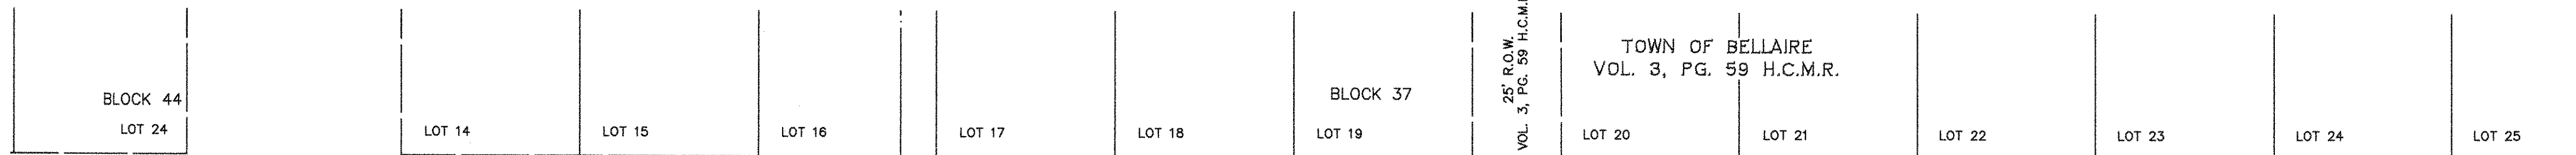 BLOCK 44
LOT 24
LOT 14
LOT 15
LOT 16
LOT 17
LOT 18
BLOCK 37
LOT 19
25' R.O.W.
VOL. 3, PG. 59 H.C.M.
TOWN OF BELLAIRE
VOL. 3, PG. 59 H.C.M.R.
LOT 20
LOT 21
LOT 22
LOT 23
LOT 24
LOT 25